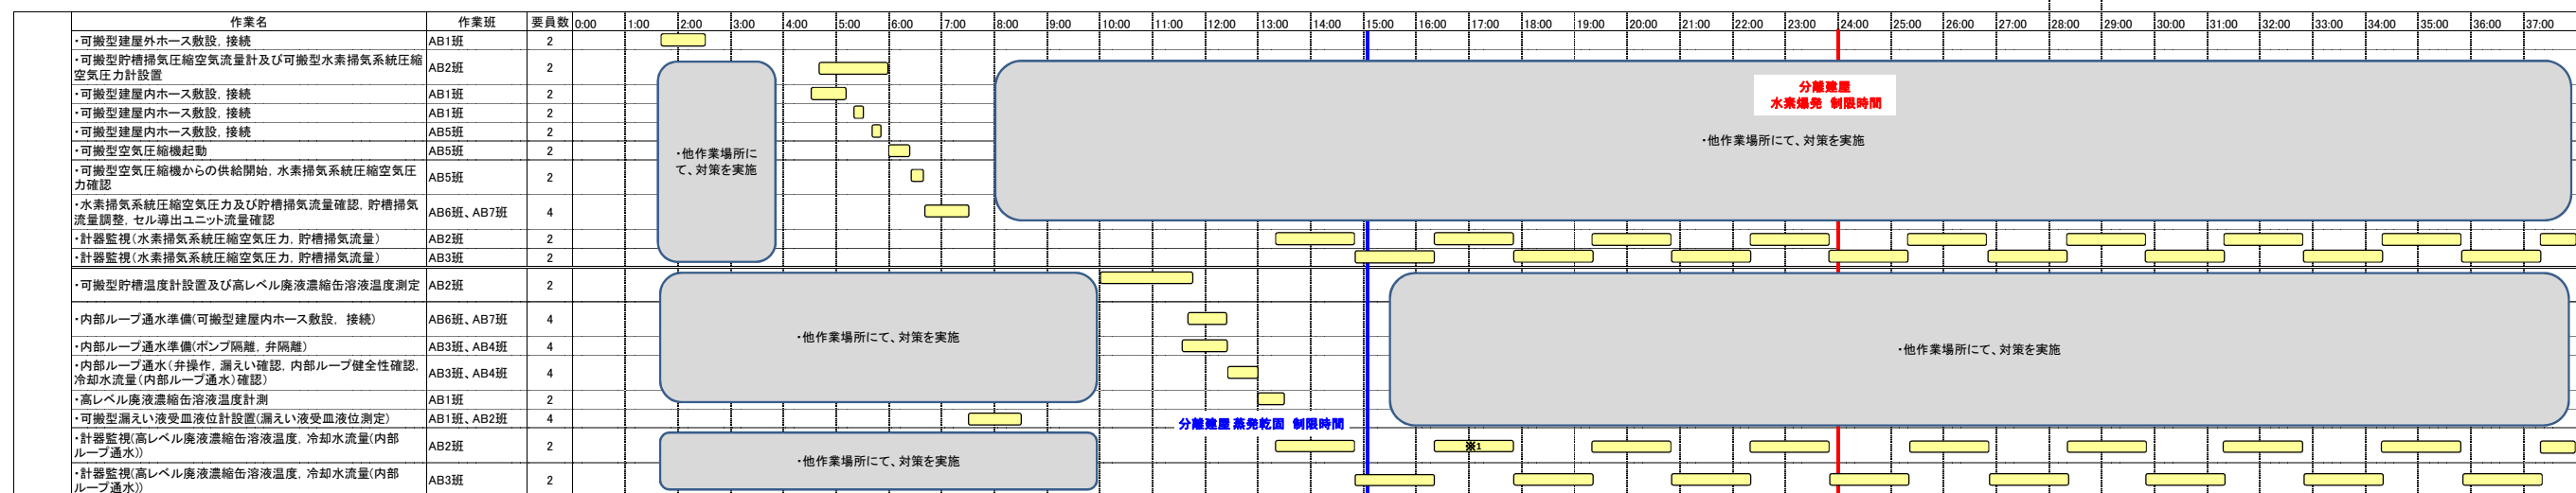 作業名 作業班 要員数 0:00 1:00 2:00 3:00 4:00 5:00 6:00 7:00 8:00 9:00 10:00 11:00 12:00 13:00 14:00 15:00 16:00 17:00 18:00 19:00 20:00 21:00 22:00 23:00 24:00 25:00 26:00 27:00 28:00 29:00 30:00 31:00 32:00 33:00 34:00 35:00 36:00 37:00
・可搬型建屋外ホース敷設，接続 AB1班 2
・可搬型貯槽掃気圧縮空気流量計及び可搬型水素掃気系統圧縮
空気圧力計設置 AB2班 2
・可搬型建屋内ホース敷設，接続 AB1班 2
・可搬型建屋内ホース敷設，接続 AB1班 2
・可搬型建屋内ホース敷設，接続 AB5班 2
・可搬型空気圧縮機起動 AB5班 2
・可搬型空気圧縮機からの供給開始，水素掃気系統圧縮空気圧
力確認 AB5班 2
・水素掃気系統圧縮空気圧力及び貯槽掃気流量確認，貯槽掃気
流量調整，セル導出ユニット流量確認 AB6班、AB7班 4
・計器監視（水素掃気系統圧縮空気圧力，貯槽掃気流量） AB2班 2
・計器監視（水素掃気系統圧縮空気圧力，貯槽掃気流量） AB3班 2
・他作業場所に
て、対策を実施
分離建屋
水素爆発 制限時間
・他作業場所にて、対策を実施
・可搬型貯槽温度計設置及び高レベル廃液濃縮缶溶液温度測定 AB2班 2
・内部ループ通水準備(可搬型建屋内ホース敷設，接続) AB6班、AB7班 4
・内部ループ通水準備(ポンプ隔離，弁隔離) AB3班、AB4班 4
・内部ループ通水（弁操作，漏えい確認，内部ループ健全性確認，
冷却水流量(内部ループ通水)確認） AB3班、AB4班 4
・高レベル廃液濃縮缶溶液温度計測 AB1班 2
・可搬型漏えい液受皿液位計設置(漏えい液受皿液位測定) AB1班、AB2班 4
・他作業場所にて、対策を実施
・他作業場所にて、対策を実施
分離建屋 蒸発乾固 制限時間
・計器監視(高レベル廃液濃縮缶溶液温度，冷却水流量(内部
ループ通水)) AB2班 2
※1
・計器監視(高レベル廃液濃縮缶溶液温度，冷却水流量(内部
ループ通水)) AB3班 2
・他作業場所にて、対策を実施